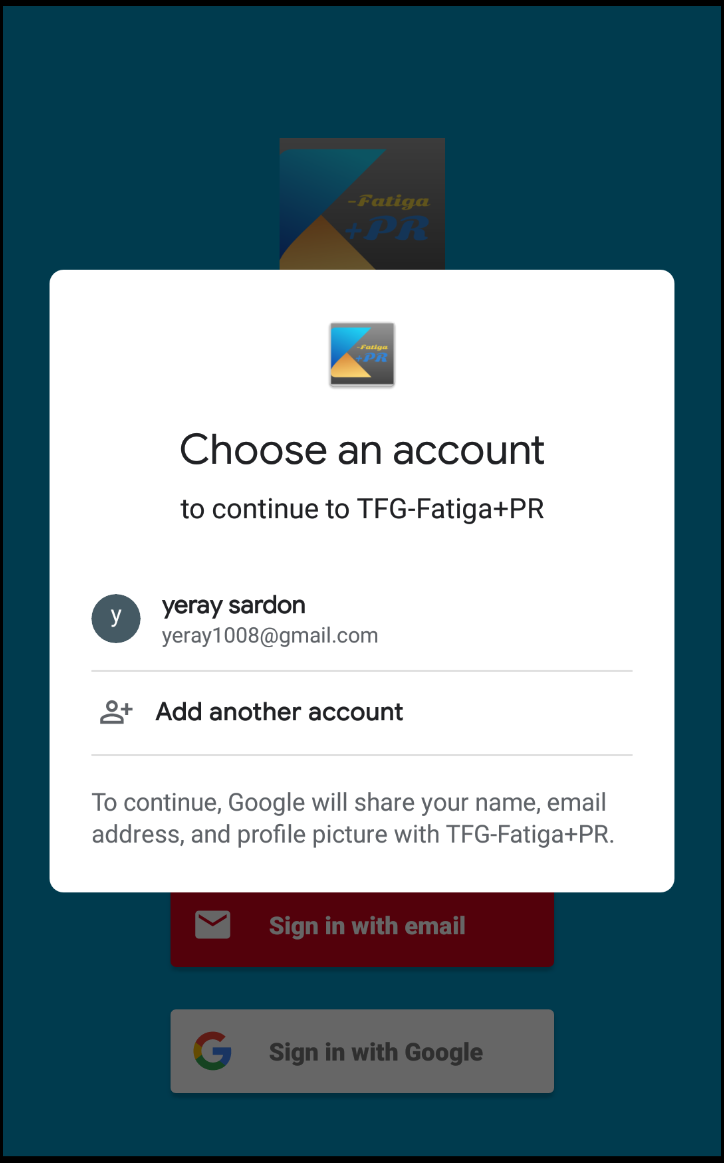 -Fatiga
+PR
-Fatiga
+PR
Choose an account
to continue to TFG-Fatiga+PR
y
yeray sardon
yeray1008@gmail.com
Add another account
To continue, Google will share your name, email
address, and profile picture with TFG-Fatiga+PR.
Sign in with email
G
Sign in with Google